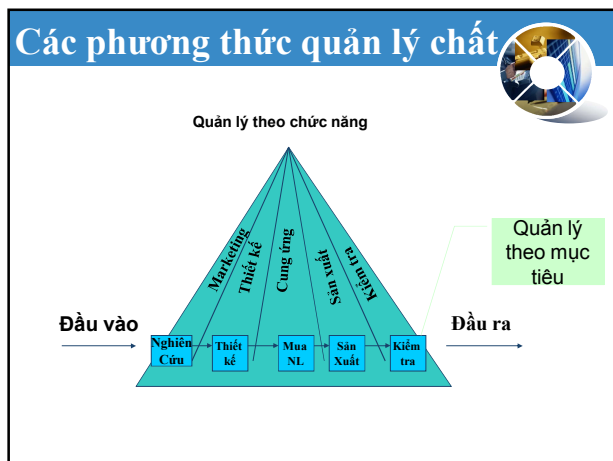 Các phương thức quản lý chất
Quản lý theo chức năng
Marketing
Thiết kế
Cung ứng
Sản xuất
Kiểm tra
Quản lý
theo mục
tiêu
Đầu vào
Nghiên
Cứu
Thiết
kế
Mua
NL
Sản
Xuất
Kiểm
tra
Đầu ra